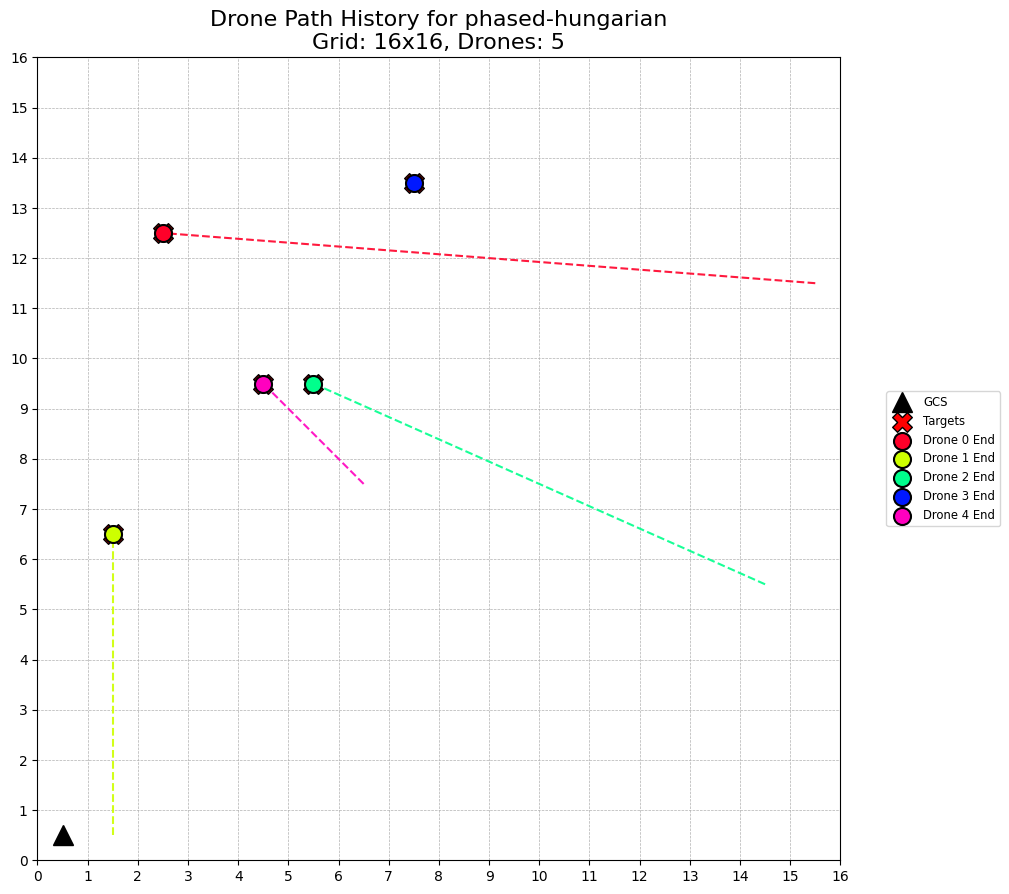 Drone Path History for phased-hungarian
Grid: 16x16, Drones: 5
16
15
14
13
12
11
10
9
8
7
6
5
4
3
2
1
0
0 1 2 3 4 5 6 7 8 9 10 11 12 13 14 15 16
GCS
Targets
Drone 0 End
Drone 1 End
Drone 2 End
Drone 3 End
Drone 4 End